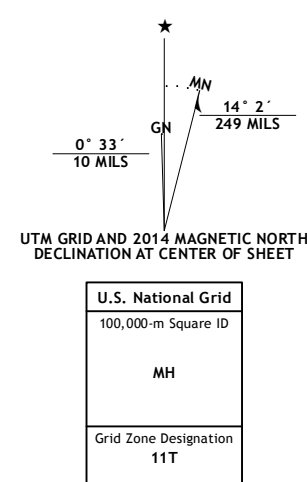 MN
GN
14° 2´
249 MILS
0° 33´
10 MILS
UTM GRID AND 2014 MAGNETIC NORTH
DECLINATION AT CENTER OF SHEET
U.S. National Grid
100,000-m Square ID
MH
Grid Zone Designation
11T